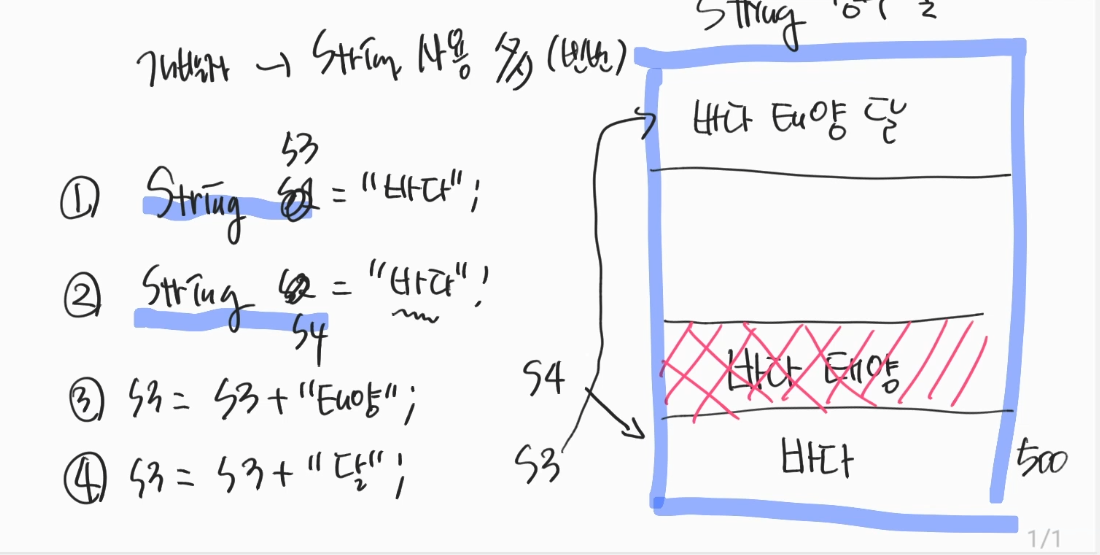 String
개발자 → String 사용 多 (빈번)
바다 태양 달
s3
① String = "바다";
② String = "바다";
s4
바다 태양
s4
③ s3 = s3 + "태양";
바다
500
s3
④ s3 = s3 + "달";
1/1